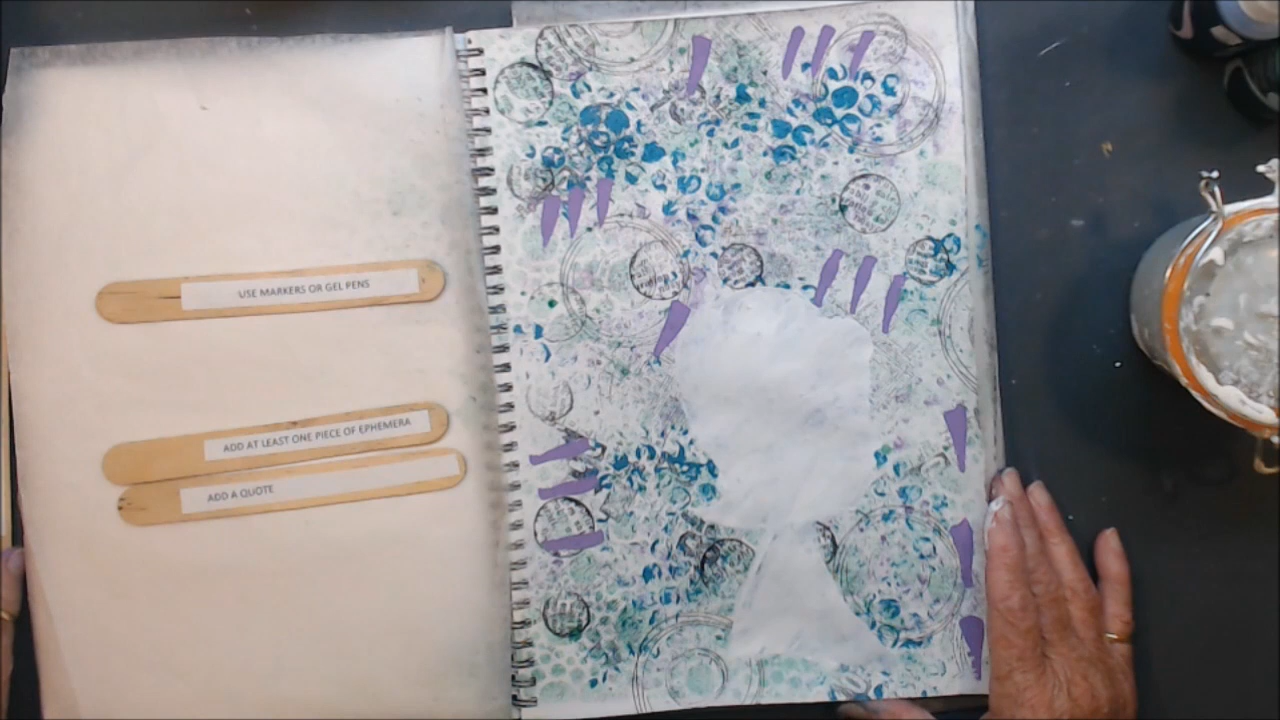 USE MARKERS OR GEL PENS
ADD AT LEAST ONE PIECE OF EPHEMERA
ADD A QUOTE